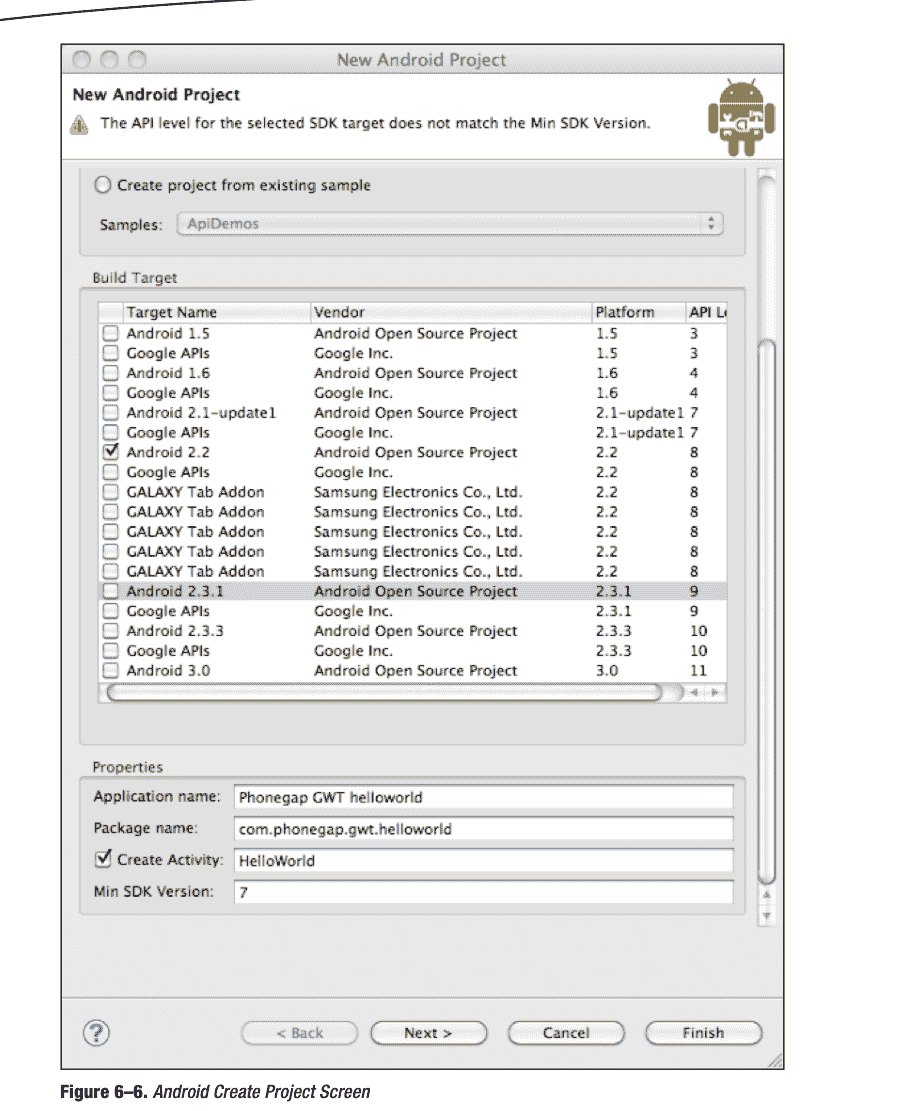 New Android Project
New Android Project
The API level for the selected SDK target does not match the Min SDK Version.
Create project from existing sample
Samples: ApiDemos
Build Target
Target Name Vendor Platform API Le
Android 1.5 Android Open Source Project 1.5 3
Google APIs Google Inc. 1.5 3
Android 1.6 Android Open Source Project 1.6 4
Google APIs Google Inc. 1.6 4
Android 2.1-update1 Android Open Source Project 2.1-update1 7
Google APIs Google Inc. 2.1-update1 7
Android 2.2 Android Open Source Project 2.2 8
Google APIs Google Inc. 2.2 8
GALAXY Tab Addon Samsung Electronics Co., Ltd. 2.2 8
GALAXY Tab Addon Samsung Electronics Co., Ltd. 2.2 8
GALAXY Tab Addon Samsung Electronics Co., Ltd. 2.2 8
GALAXY Tab Addon Samsung Electronics Co., Ltd. 2.2 8
GALAXY Tab Addon Samsung Electronics Co., Ltd. 2.2 8
Android 2.3.1 Android Open Source Project 2.3.1 9
Google APIs Google Inc. 2.3.1 9
Android 2.3.3 Android Open Source Project 2.3.3 10
Google APIs Google Inc. 2.3.3 10
Android 3.0 Android Open Source Project 3.0 11
Properties
Application name: Phonegap GWT helloworld
Package name: com.phonegap.gwt.helloworld
Create Activity: HelloWorld
Min SDK Version: 7
? < Back Next > Cancel Finish
Figure 6–6. Android Create Project Screen